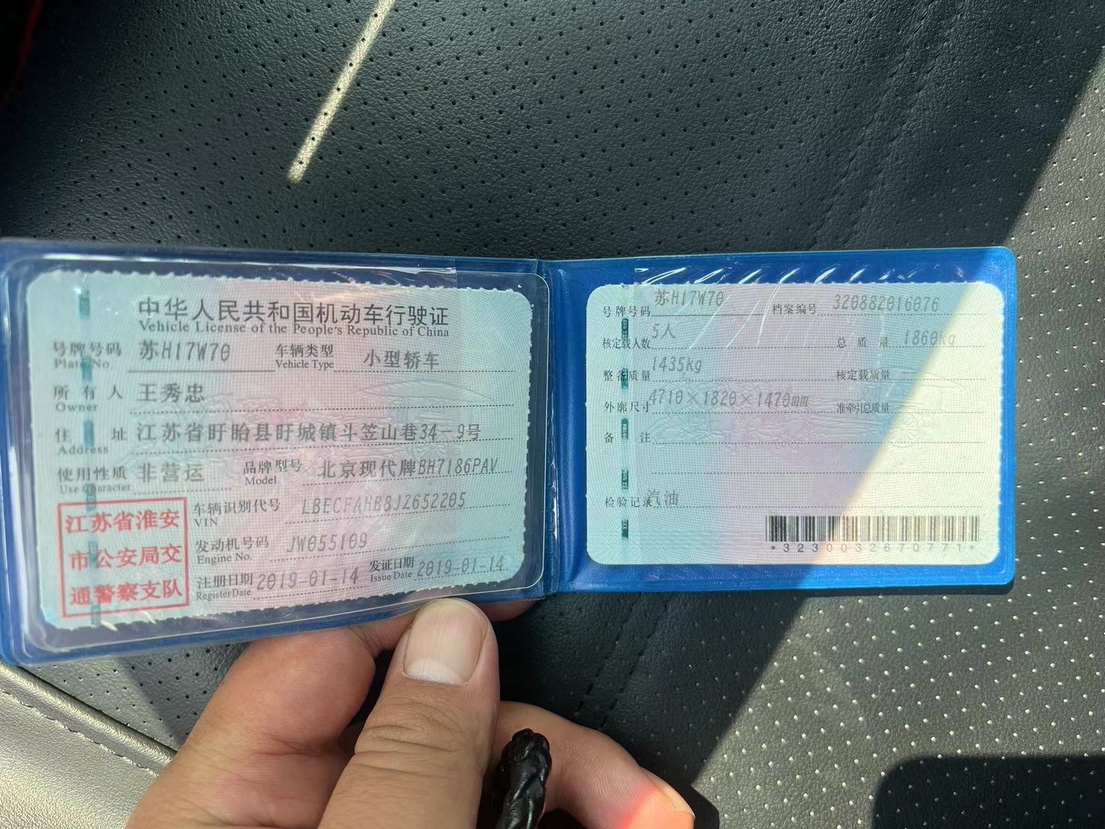 中华人民共和国机动车行驶证
Vehicle License of the People's Republic of China
号牌号码 苏H17W70 车辆类型 小型轿车
Plate No. Vehicle Type
所有人 王秀忠
Owner
住址 江苏省盱眙县盱城镇斗笠山巷34-9号
Address
使用性质 非营运 品牌型号 北京现代牌BH7186PAV
Use Character Model
江苏省淮安
市公安局交
通警察支队
车辆识别代号 LBECFAHB8JZ652205
VIN
发动机号码 JW055109
Engine No.
注册日期 2019-01-14 发证日期 2019-01-14
Register Date Issue Date
号牌号码 苏H17W70 档案编号 320882016076
核定载人数 5人 总质量 1860kg
整备质量 1435kg 核定载质量
外廓尺寸 4710×1820×1470mm 准牵引总质量
备注
检验记录 汽油
*3230032670771*